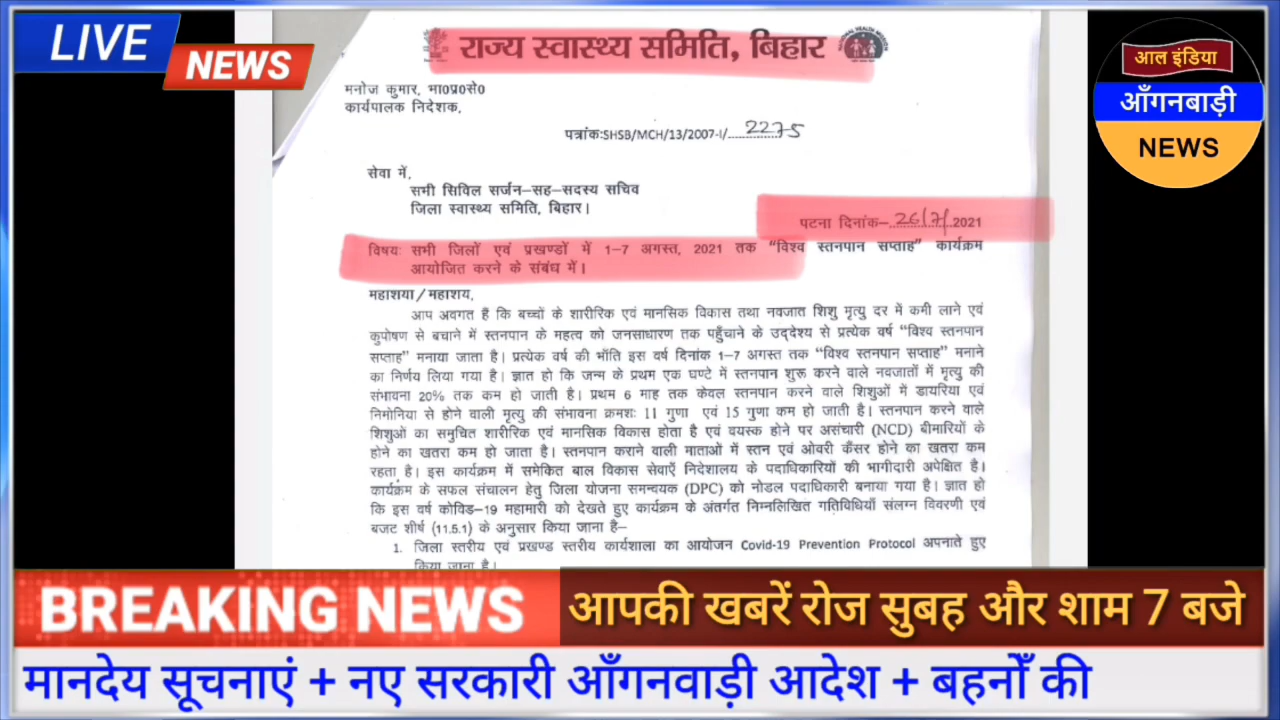 LIVE
NEWS
आल इंडिया
आँगनबाड़ी
NEWS
राज्य स्वास्थ्य समिति, बिहार
मनोज कुमार, भा०प्र०से०
कार्यपालक निदेशक,
पत्रांक:SHSB/MCH/13/2007-I/..2275
सेवा में,
सभी सिविल सर्जन–सह–सदस्य सचिव
जिला स्वास्थ्य समिति, बिहार।
पटना दिनांक–..26/7/.2021
विषयः सभी जिलों एवं प्रखण्डों में 1–7 अगस्त, 2021 तक “विश्व स्तनपान सप्ताह” कार्यक्रम
आयोजित करने के संबंध में।
महाशया/महाशय,
आप अवगत हैं कि बच्चों के शारीरिक एवं मानसिक विकास तथा नवजात शिशु मृत्यु दर में कमी लाने एवं
कुपोषण से बचाने में स्तनपान के महत्व को जनसाधारण तक पहुँचाने के उद्देश्य से प्रत्येक वर्ष “विश्व स्तनपान
सप्ताह” मनाया जाता है। प्रत्येक वर्ष की भाँति इस वर्ष दिनांक 1–7 अगस्त तक “विश्व स्तनपान सप्ताह” मनाने
का निर्णय लिया गया है। ज्ञात हो कि जन्म के प्रथम एक घण्टे में स्तनपान शुरू करने वाले नवजातों में मृत्यु की
संभावना 20% तक कम हो जाती है। प्रथम 6 माह तक केवल स्तनपान करने वाले शिशुओं में डायरिया एवं
निमोनिया से होने वाली मृत्यु की संभावना क्रमशः 11 गुणा एवं 15 गुणा कम हो जाती है। स्तनपान करने वाले
शिशुओं का समुचित शारीरिक एवं मानसिक विकास होता है एवं वयस्क होने पर असंचारी (NCD) बीमारियों के
होने का खतरा कम हो जाता है। स्तनपान कराने वाली माताओं में स्तन एवं ओवरी कैंसर होने का खतरा कम
रहता है। इस कार्यक्रम में समेकित बाल विकास सेवाऐं निदेशालय के पदाधिकारियों की भागीदारी अपेक्षित है।
कार्यक्रम के सफल संचालन हेतु जिला योजना समन्वयक (DPC) को नोडल पदाधिकारी बनाया गया है। ज्ञात हो
कि इस वर्ष कोविड–19 महामारी को देखते हुए कार्यक्रम के अंतर्गत निम्नलिखित गतिविधियाँ संलग्न विवरणी एवं
बजट शीर्ष (11.5.1) के अनुसार किया जाना है–
1. जिला स्तरीय एवं प्रखण्ड स्तरीय कार्यशाला का आयोजन Covid-19 Prevention Protocol अपनाते हुए
किया जाना है।
BREAKING NEWS
आपकी खबरें रोज सुबह और शाम 7 बजे
मानदेय सूचनाएं + नए सरकारी आँगनवाड़ी आदेश + बहनोंँ की